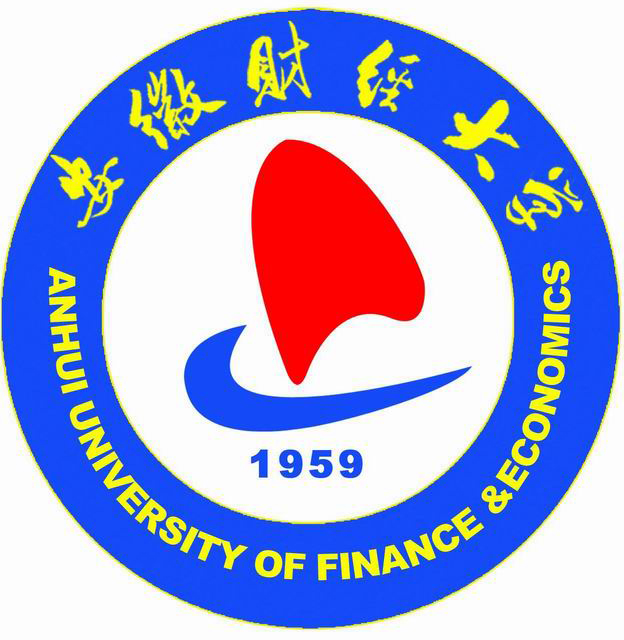 安徽财经大学
1959
ANHUI UNIVERSITY OF FINANCE &ECONOMICS